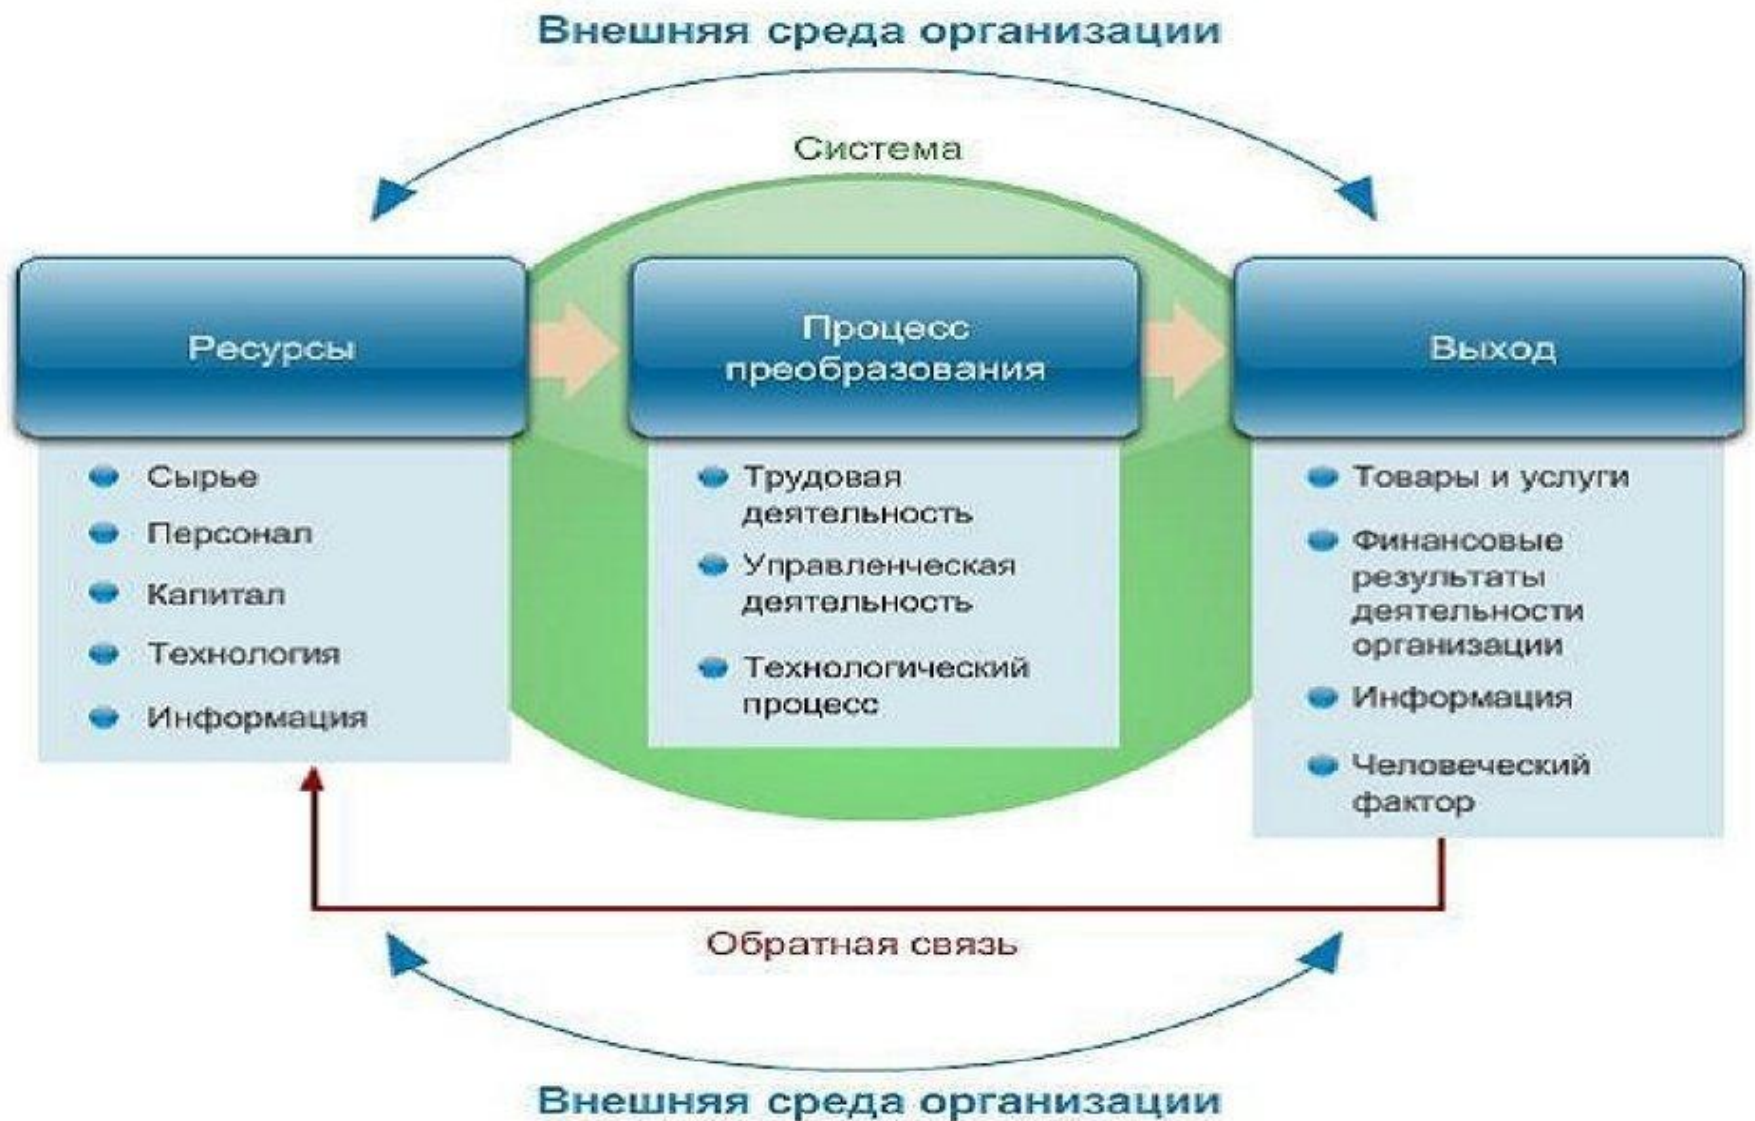 Внешняя среда организации
Система
Ресурсы
Сырье
Персонал
Капитал
Технология
Информация
Процесс
преобразования
Трудовая
деятельность
Управленческая
деятельность
Технологический
процесс
Выход
Товары и услуги
Финансовые
результаты
деятельности
организации
Информация
Человеческий
фактор
Обратная связь
Внешняя среда организации